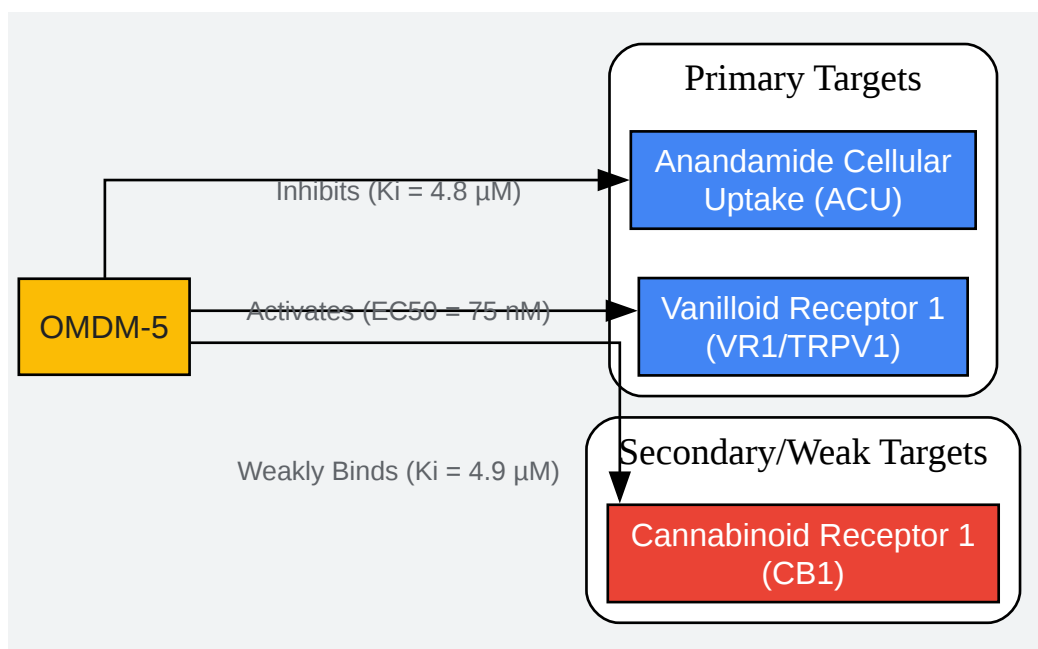 Primary Targets
Anandamide Cellular
Uptake (ACU)
Inhibits (Ki = 4.8 µM)
OMDM-5
Activates (EC50 = 75 nM)
Vanilloid Receptor 1
(VR1/TRPV1)
Weakly Binds (Ki = 4.9 µM)
Secondary/Weak Targets
Cannabinoid Receptor 1
(CB1)